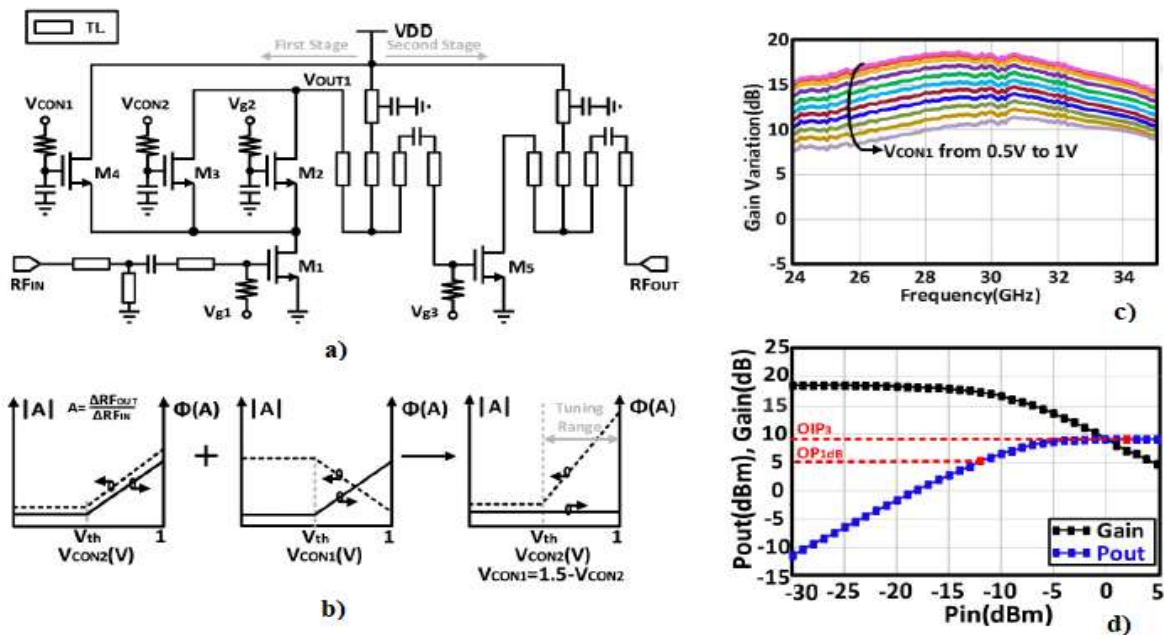 TL
VDD
First Stage
Second Stage
VOUT1
VCON1
VCON2
Vg2
M4
M3
M2
M1
M5
RFIN
Vg1
Vg3
RFOUT
a)
|A|
A=ΔRFOUT/ΔRFIN
Φ(A)
Vth
1
VCON2(V)
+
|A|
Φ(A)
Vth
1
VCON1(V)
|A|
Tuning
Range
Φ(A)
Vth
1
VCON2(V)
VCON1=1.5-VCON2
b)
Gain Variation(dB)
20
15
10
5
0
-5
VCON1 from 0.5V to 1V
24 26 28 30 32 34
Frequency(GHz)
c)
Pout(dBm), Gain(dB)
25
20
15
10
5
0
-5
-10
-15
OIP3
OP1dB
Gain
Pout
-30 -25 -20 -15 -10 -5 0 5
Pin(dBm)
d)